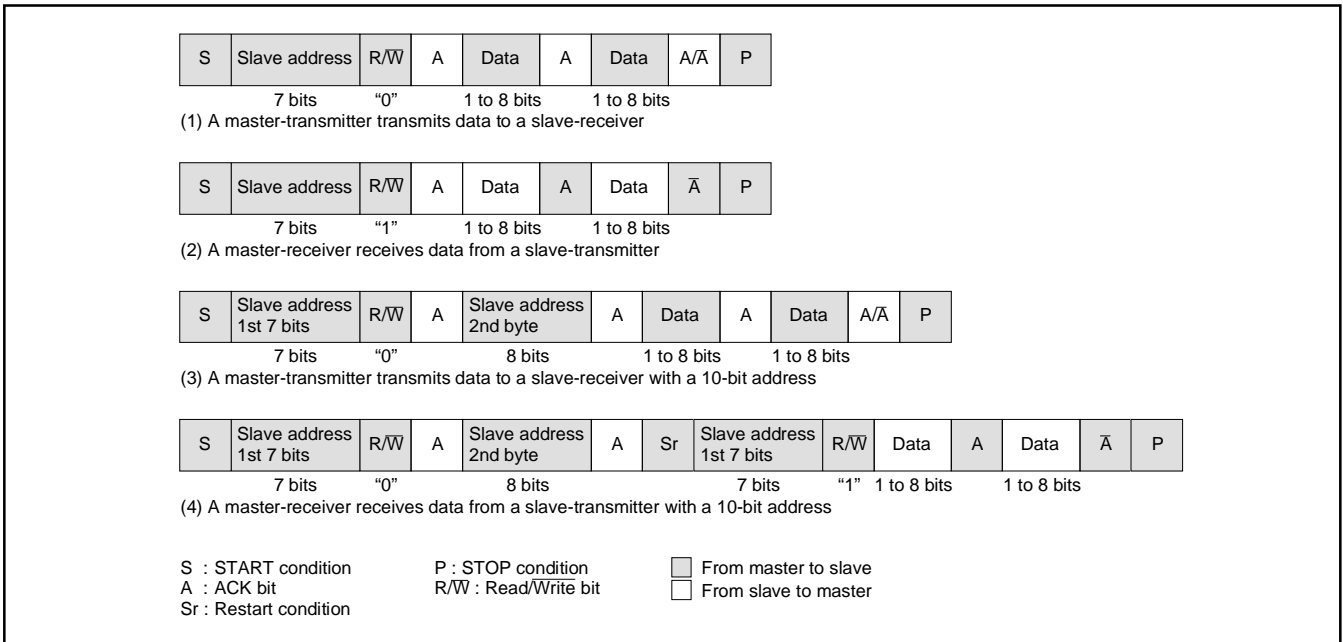 S Slave address R/W̅ A Data A Data A/A̅ P
7 bits “0” 1 to 8 bits 1 to 8 bits
(1) A master-transmitter transmits data to a slave-receiver
S Slave address R/W̅ A Data A Data A̅ P
7 bits “1” 1 to 8 bits 1 to 8 bits
(2) A master-receiver receives data from a slave-transmitter
S Slave address 1st 7 bits R/W̅ A Slave address 2nd byte A Data A Data A/A̅ P
7 bits “0” 8 bits 1 to 8 bits 1 to 8 bits
(3) A master-transmitter transmits data to a slave-receiver with a 10-bit address
S Slave address 1st 7 bits R/W̅ A Slave address 2nd byte A Sr Slave address 1st 7 bits R/W̅ Data A Data A̅ P
7 bits “0” 8 bits 7 bits “1” 1 to 8 bits 1 to 8 bits
(4) A master-receiver receives data from a slave-transmitter with a 10-bit address
S : START condition P : STOP condition From master to slave
A : ACK bit R/W̅ : Read/W̅r̅i̅t̅e̅ bit From slave to master
Sr : Restart condition